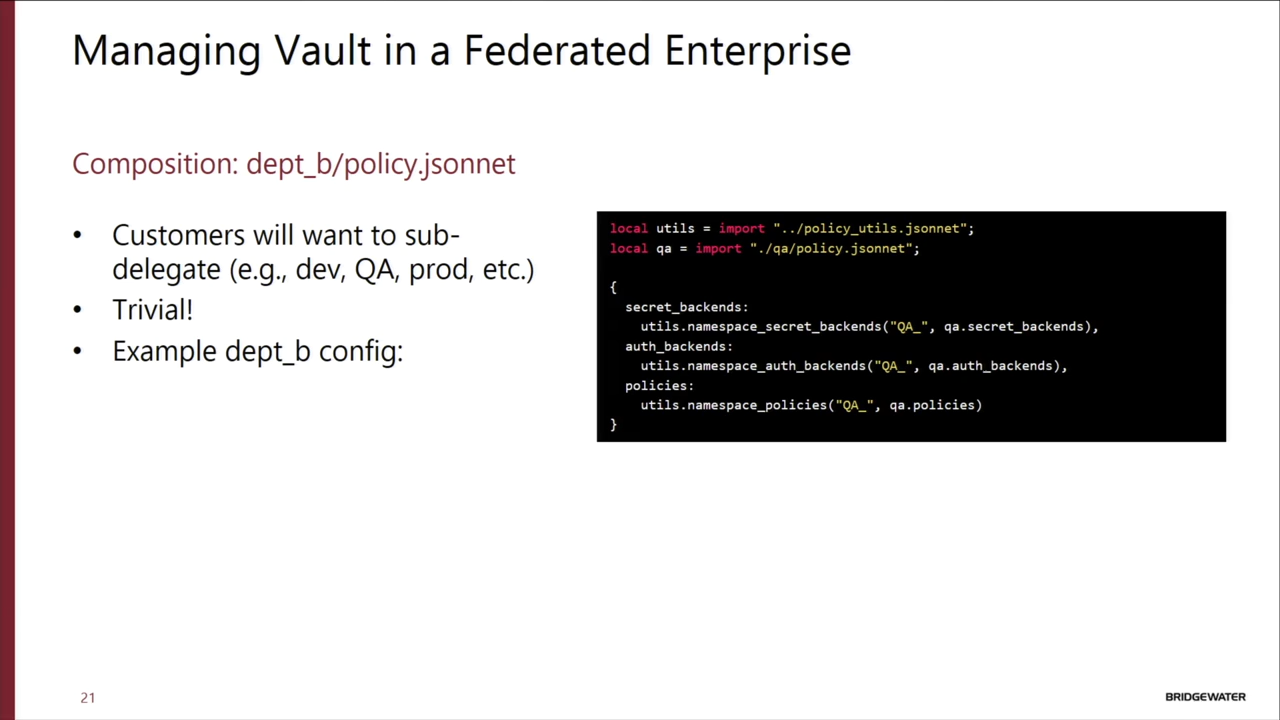 Managing Vault in a Federated Enterprise
Composition: dept_b/policy.jsonnet
• Customers will want to sub-
delegate (e.g., dev, QA, prod, etc.)
• Trivial!
• Example dept_b config:
local utils = import "../policy_utils.jsonnet";
local qa = import "./qa/policy.jsonnet";
{
  secret_backends:
    utils.namespace_secret_backends("QA_", qa.secret_backends),
  auth_backends:
    utils.namespace_auth_backends("QA_", qa.auth_backends),
  policies:
    utils.namespace_policies("QA_", qa.policies)
}
21
BRIDGEWATER